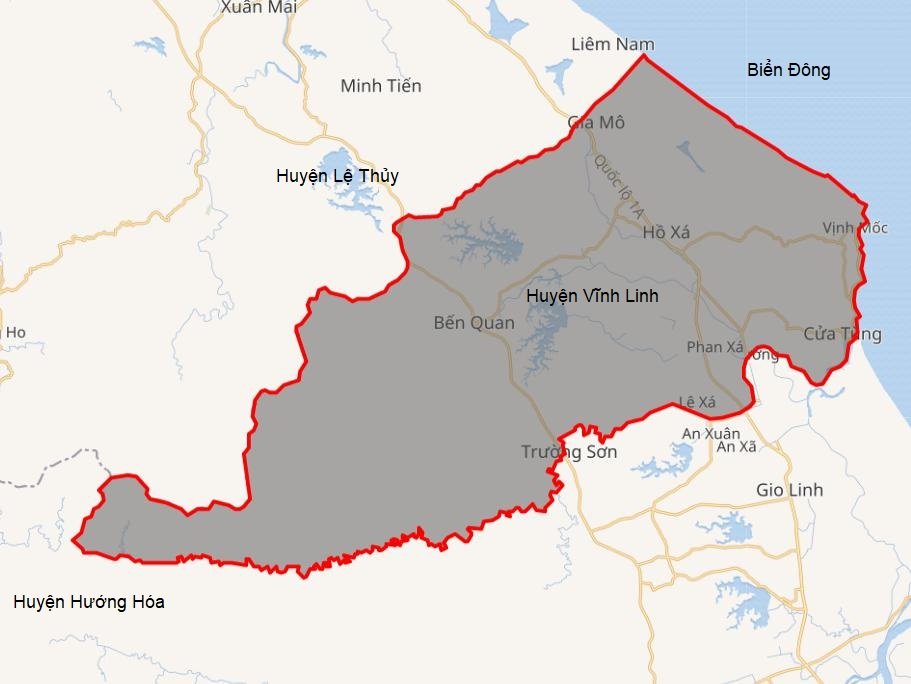 Xuân Mai
Liêm Nam
Biển Đông
Minh Tiến
Gia Mô
Huyện Lệ Thủy
Quốc lộ 1A
Hồ Xá
Vịnh Mốc
Huyện Vĩnh Linh
Bến Quan
Ho
Cửa Tùng
Phan Xá
ờng
Lê Xá
An Xuân
An Xã
Trường Sơn
Gio Linh
Huyện Hướng Hóa